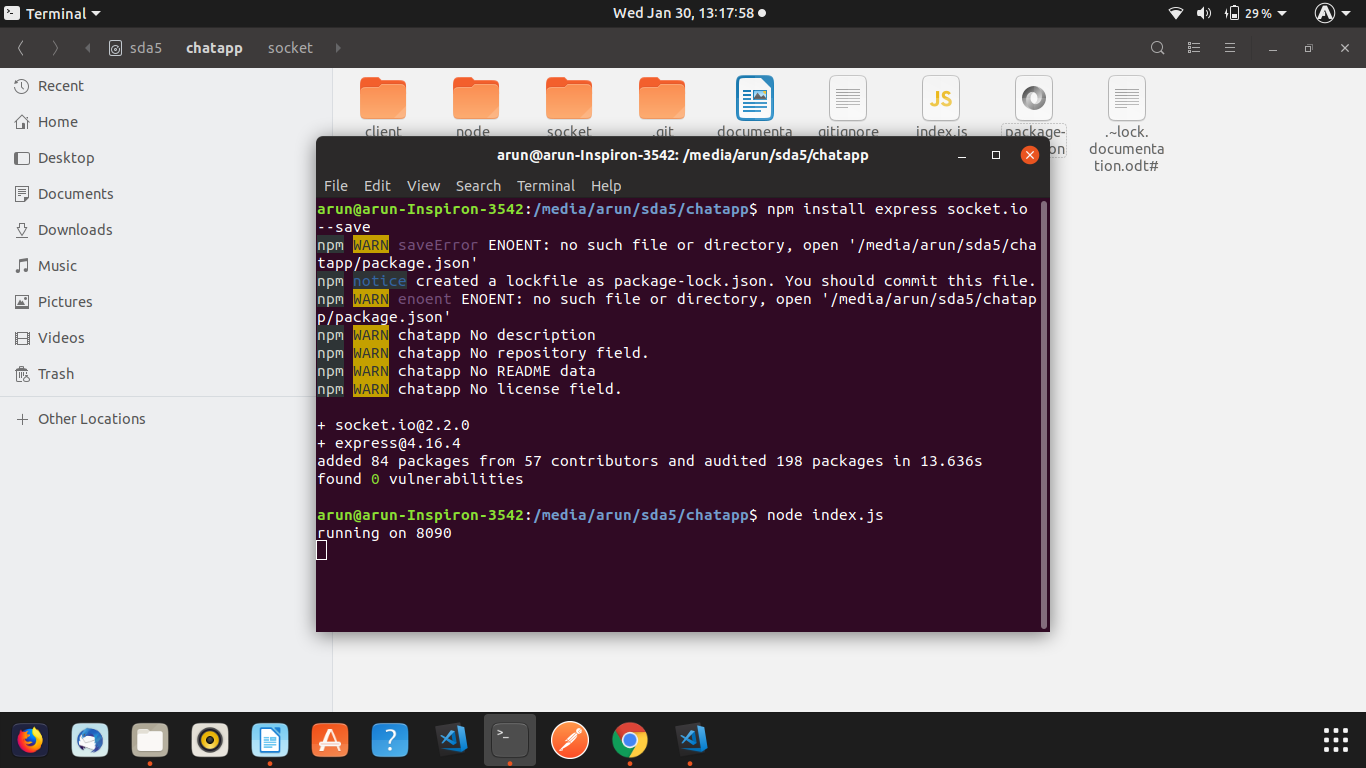 Terminal
Wed Jan 30, 13:17:58
29 %
sda5
chatapp
socket
Recent
Home
Desktop
Documents
Downloads
Music
Pictures
Videos
Trash
Other Locations
client
node
socket
.git
documenta
gitignore
index.js
package-
on
.~lock.
documenta
tion.odt#
JS
arun@arun-Inspiron-3542: /media/arun/sda5/chatapp
File Edit View Search Terminal Help
arun@arun-Inspiron-3542:/media/arun/sda5/chatapp$ npm install express socket.io
--save
npm WARN saveError ENOENT: no such file or directory, open '/media/arun/sda5/cha
tapp/package.json'
npm notice created a lockfile as package-lock.json. You should commit this file.
npm WARN enoent ENOENT: no such file or directory, open '/media/arun/sda5/chatap
p/package.json'
npm WARN chatapp No description
npm WARN chatapp No repository field.
npm WARN chatapp No README data
npm WARN chatapp No license field.
+ socket.io@2.2.0
+ express@4.16.4
added 84 packages from 57 contributors and audited 198 packages in 13.636s
found 0 vulnerabilities
arun@arun-Inspiron-3542:/media/arun/sda5/chatapp$ node index.js
running on 8090